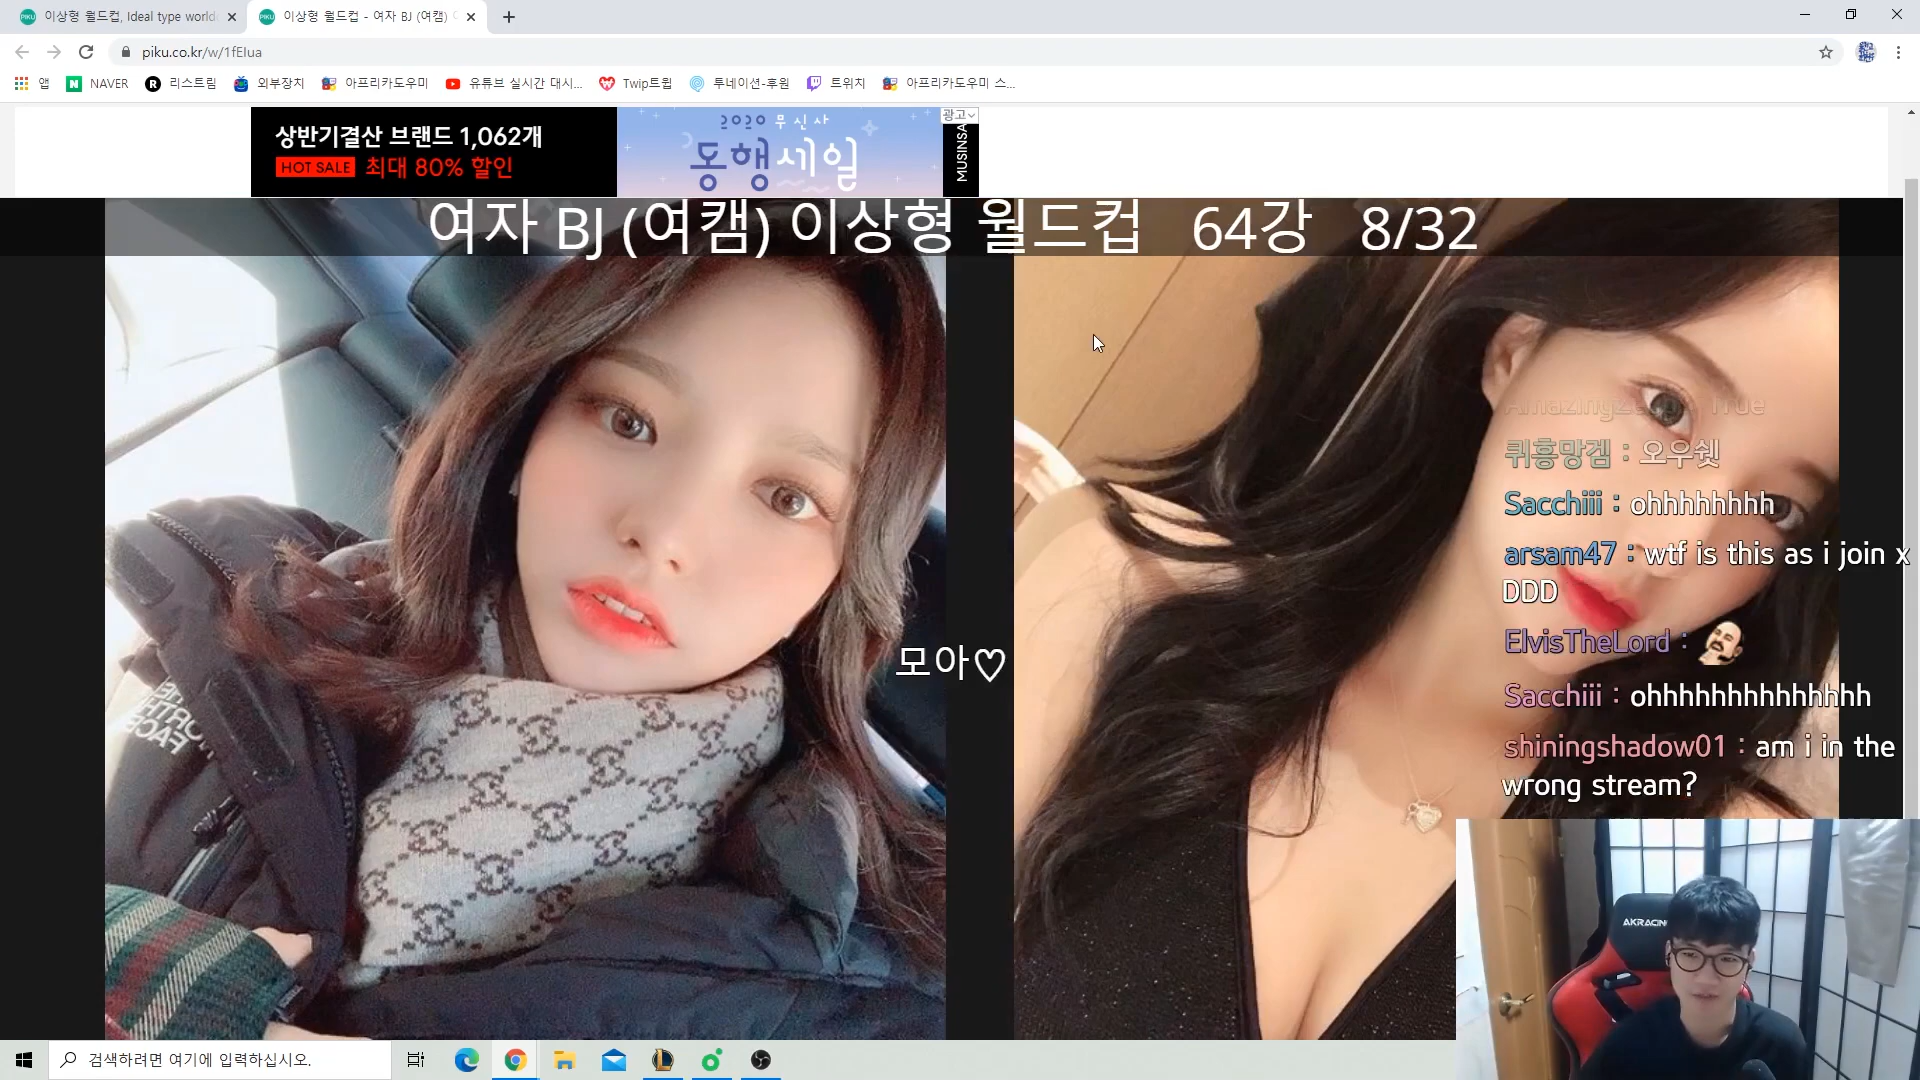 이상형 월드컵, Ideal type world
이상형 월드컵 - 여자 BJ (여캠)
piku.co.kr/w/1fEIua
앱
NAVER
리스트림
외부장치
아프리카도우미
유튜브 실시간 대시...
Twip트윕
투네이션-후원
트위치
아프리카도우미 스...
상반기결산 브랜드 1,062개
HOT SALE 최대 80% 할인
2020 무신사
동행세일
MUSINSA
광고
여자 BJ (여캠) 이상형 월드컵 64강 8/32
True
퀴흥망겜 : 오우쉣
Sacchiii : ohhhhhhhh
arsam47 : wtf is this as i join x
DDD
ElvisTheLord :
모아♡
Sacchiii : ohhhhhhhhhhhhhhh
shiningshadow01 : am i in the
wrong stream?
AKRACING
검색하려면 여기에 입력하십시오.